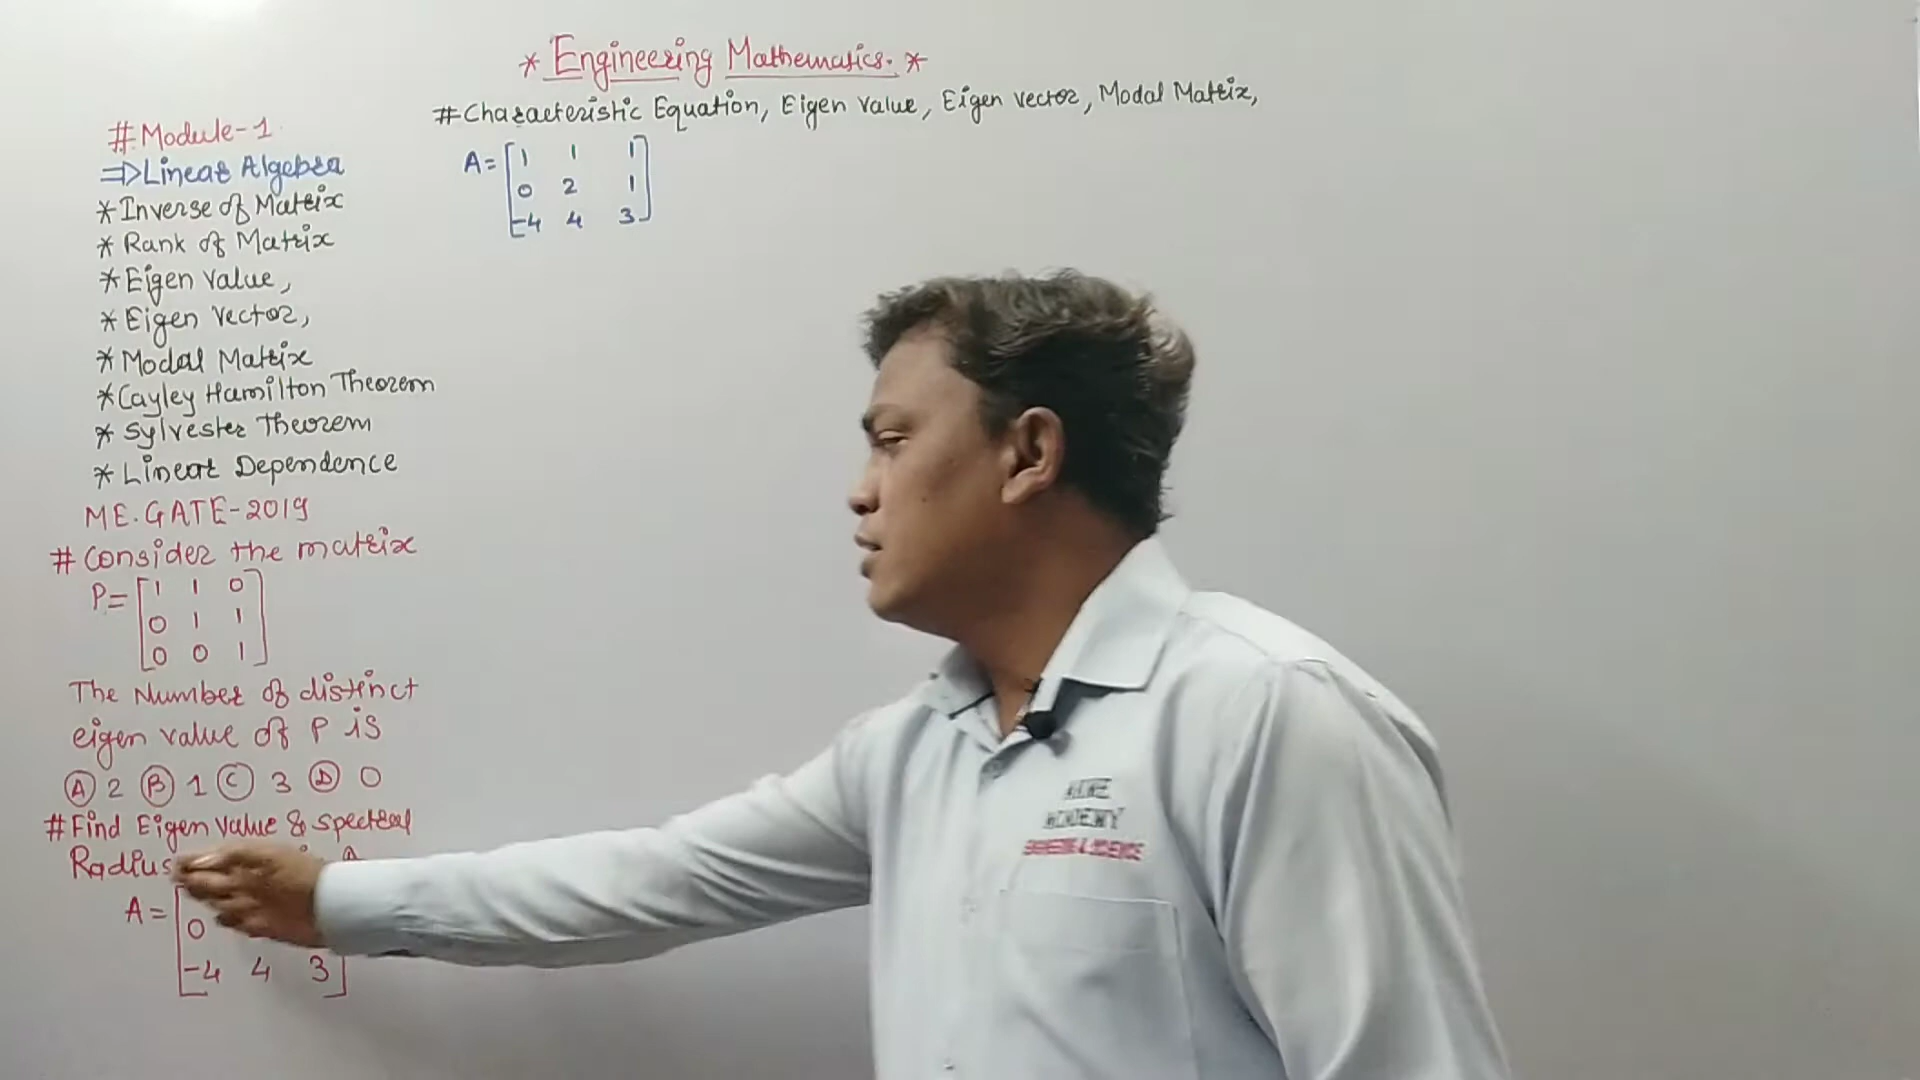 * Engineering Mathematics. *
# Characteristic Equation, Eigen value, Eigen vector, Modal Matrix,
A = [ 1 1 1
0 2 1
-4 4 3 ]
# Module-1
⇒ Linear Algebra
* Inverse of Matrix
* Rank of Matrix
* Eigen value,
* Eigen vector,
* Modal Matrix
* Cayley Hamilton Theorem
* Sylvester Theorem
* Linear Dependence
ME. GATE-2019
# Consider the matrix
P = [ 1 1 0
0 1 1
0 0 1 ]
The Number of distinct
eigen value of P is
(A) 2 (B) 1 (C) 3 (D) 0
# Find Eigen value & spectral
Radius A
A = [
0
-4 4 3 ]
ACADEMY
ENGINEERING & SCIENCE